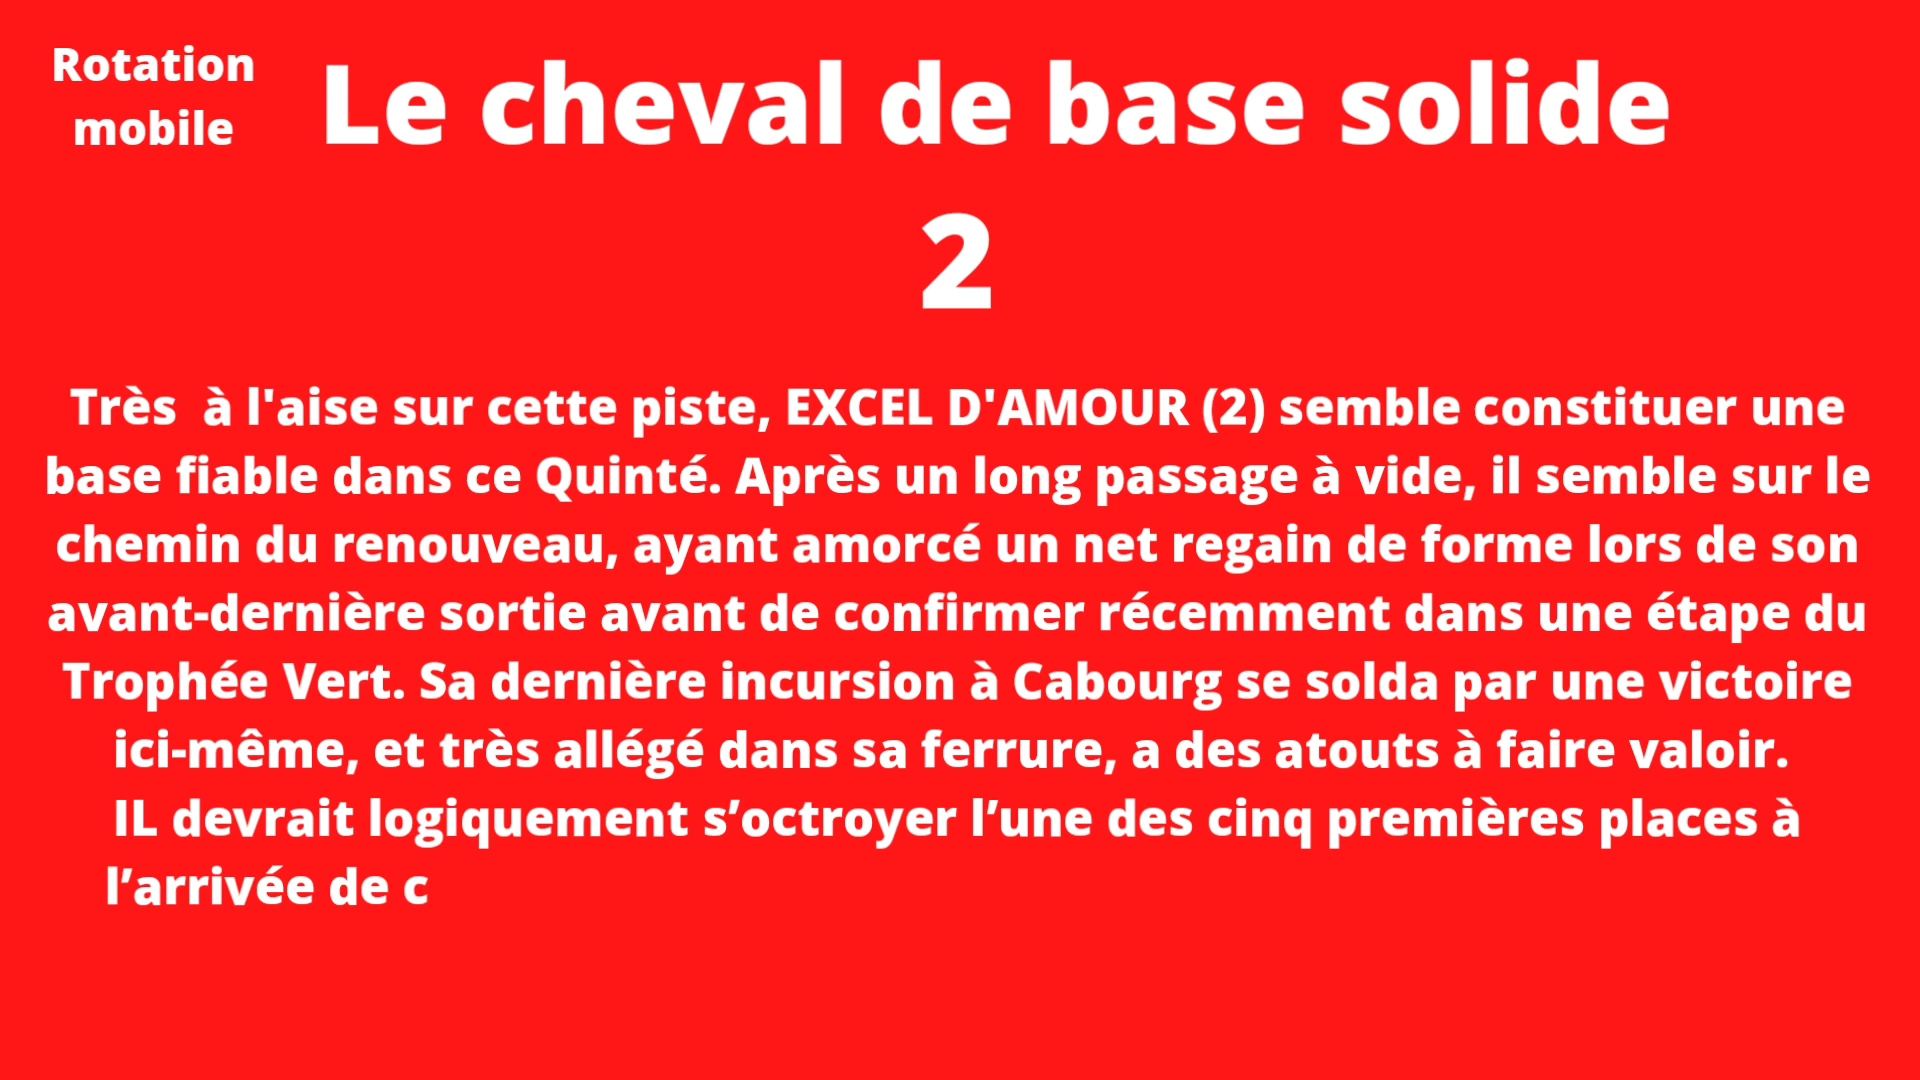 Rotation
mobile
Le cheval de base solide
2
Très  à l'aise sur cette piste, EXCEL D'AMOUR (2) semble constituer une
base fiable dans ce Quinté. Après un long passage à vide, il semble sur le
chemin du renouveau, ayant amorcé un net regain de forme lors de son
avant-dernière sortie avant de confirmer récemment dans une étape du
Trophée Vert. Sa dernière incursion à Cabourg se solda par une victoire
ici-même, et très allégé dans sa ferrure, a des atouts à faire valoir.
IL devrait logiquement s’octroyer l’une des cinq premières places à
l’arrivée de c